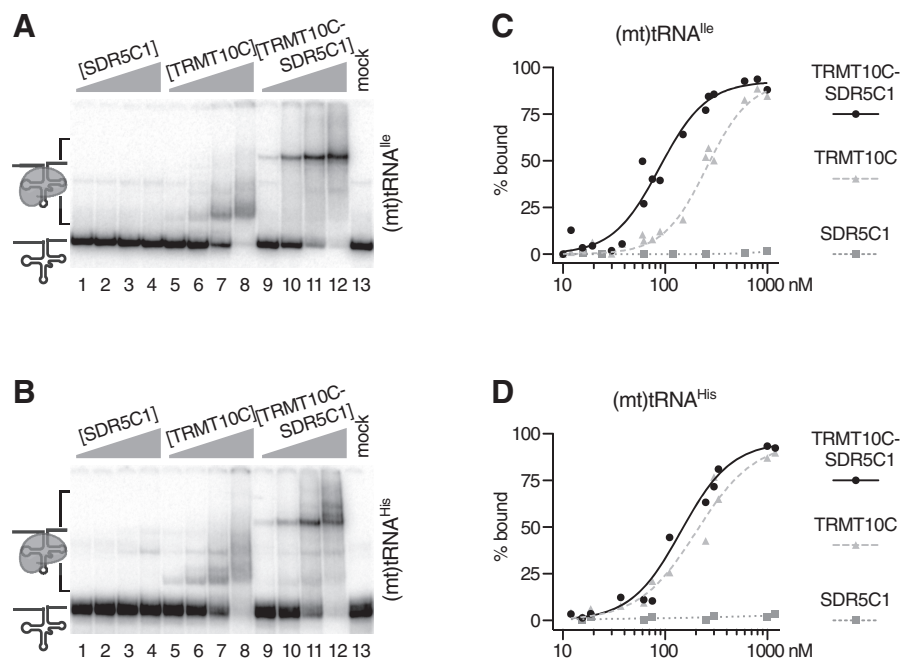 A
[SDR5C1]
[TRMT10C]
[TRMT10C-
SDR5C1]
mock
(mt)tRNAIle
1 2 3 4 5 6 7 8 9 10 11 12 13
C
(mt)tRNAIle
% bound
100
75
50
25
0
10
100
1000 nM
TRMT10C-
SDR5C1
TRMT10C
SDR5C1
B
[SDR5C1]
[TRMT10C]
[TRMT10C-
SDR5C1]
mock
(mt)tRNAHis
1 2 3 4 5 6 7 8 9 10 11 12 13
D
(mt)tRNAHis
% bound
100
75
50
25
0
10
100
1000 nM
TRMT10C-
SDR5C1
TRMT10C
SDR5C1